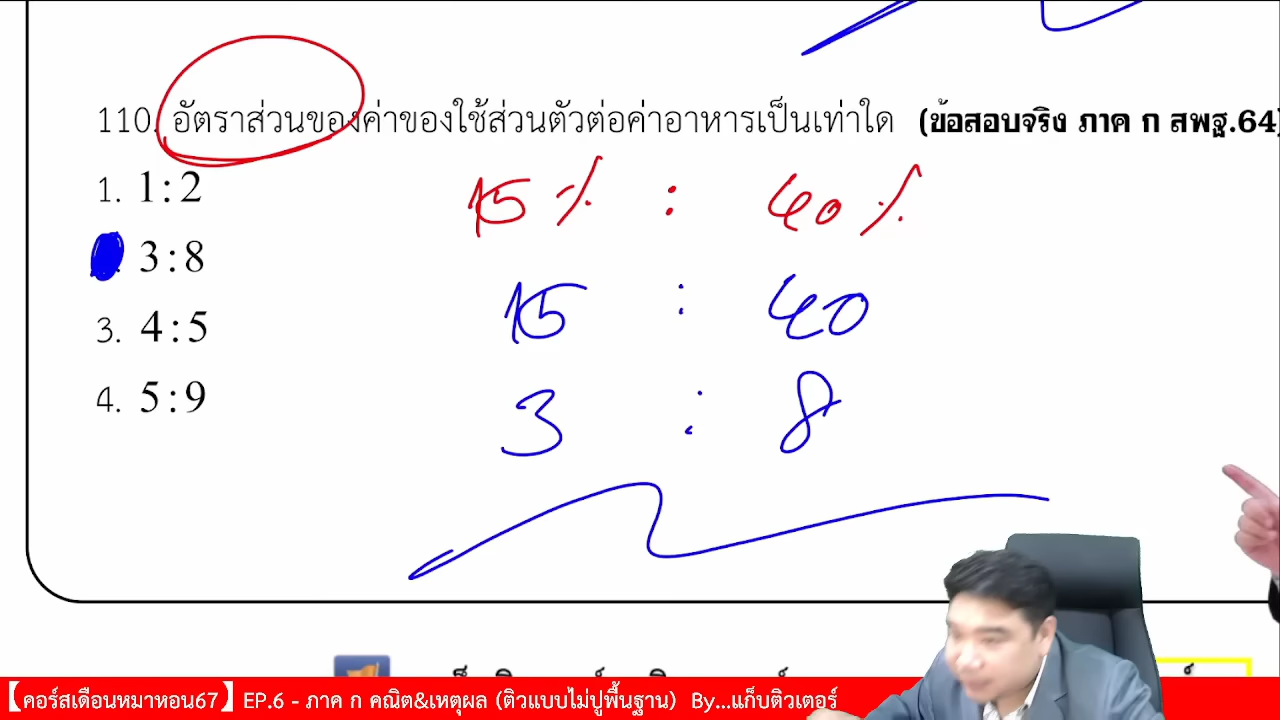 110. อัตราส่วนของค่าของใช้ส่วนตัวต่อค่าอาหารเป็นเท่าใด (ข้อสอบจริง ภาค ก สพฐ.64)
1. 1:2
3:8
3. 4:5
4. 5:9
15% : 40%
15 : 40
3 : 8
【คอร์สเดือนหมาหอน67】 EP.6 - ภาค ก คณิต&เหตุผล (ติวแบบไม่ปูพื้นฐาน) By...แก็บติวเตอร์